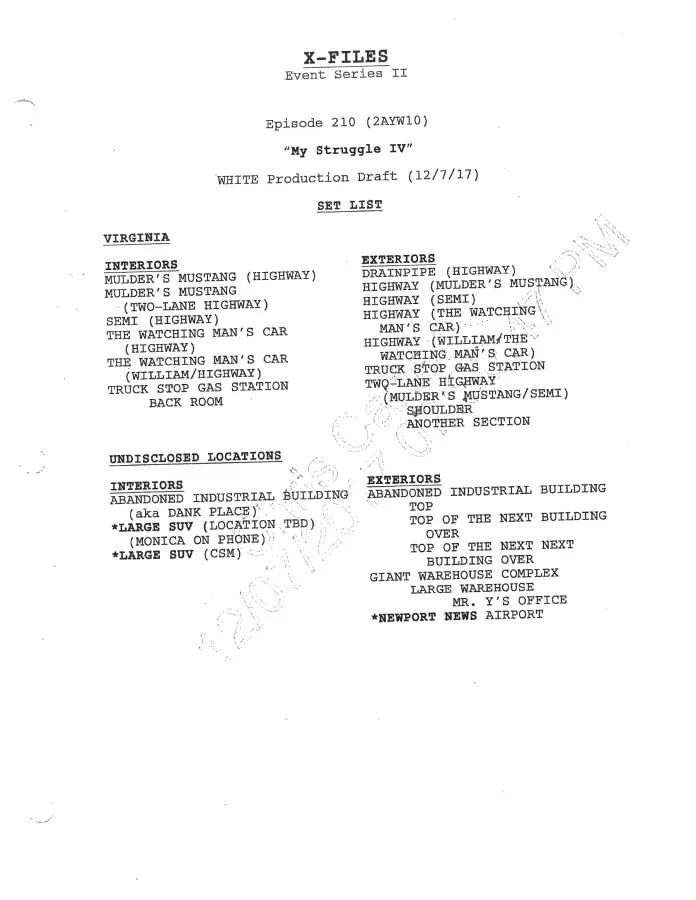 X-FILES
Event Series II
Episode 210 (2AYW10)
"My Struggle IV"
WHITE Production Draft (12/7/17)
SET LIST
VIRGINIA
INTERIORS
MULDER'S MUSTANG (HIGHWAY)
MULDER'S MUSTANG
(TWO-LANE HIGHWAY)
SEMI (HIGHWAY)
THE WATCHING MAN'S CAR
(HIGHWAY)
THE WATCHING MAN'S CAR
(WILLIAM/HIGHWAY)
TRUCK STOP GAS STATION
BACK ROOM
EXTERIORS
DRAINPIPE (HIGHWAY)
HIGHWAY (MULDER'S MUSTANG)
HIGHWAY (SEMI)
HIGHWAY (THE WATCHING
MAN'S CAR)
HIGHWAY (WILLIAM/THE
WATCHING MAN'S CAR)
TRUCK STOP GAS STATION
TWO-LANE HIGHWAY
(MULDER'S MUSTANG/SEMI)
SHOULDER
ANOTHER SECTION
UNDISCLOSED LOCATIONS
INTERIORS
ABANDONED INDUSTRIAL BUILDING
(aka DANK PLACE)
*LARGE SUV (LOCATION TBD)
(MONICA ON PHONE)
*LARGE SUV (CSM)
EXTERIORS
ABANDONED INDUSTRIAL BUILDING
TOP
TOP OF THE NEXT BUILDING
OVER
TOP OF THE NEXT NEXT
BUILDING OVER
GIANT WAREHOUSE COMPLEX
LARGE WAREHOUSE
MR. Y'S OFFICE
*NEWPORT NEWS AIRPORT